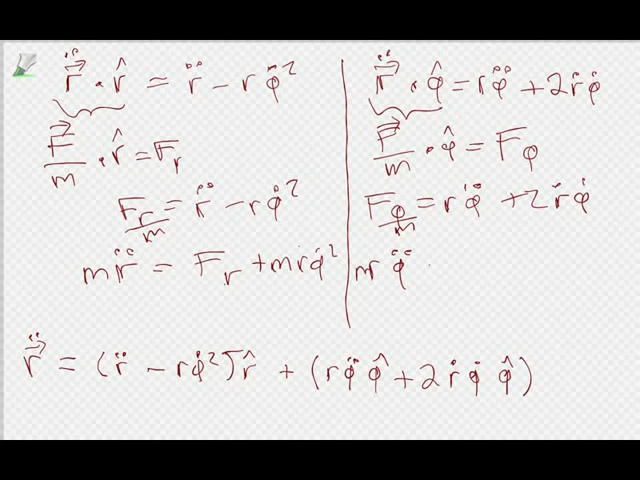 r⃗̈ · r̂ = r̈ − rφ̇²
F⃗/m · r̂ = F_r
F_r/m = r̈ − rφ̇²
mr̈ = F_r + mrφ̇²
r⃗̈ · φ̂ = rφ̈ + 2ṙφ̇
F⃗/m · φ̂ = F_φ
F_φ/m = rφ̈ + 2ṙφ̇
mrφ̈
r⃗̈ = (r̈ − rφ̇²)r̂ + (rφ̈ φ̂ + 2ṙφ̇ φ̂)